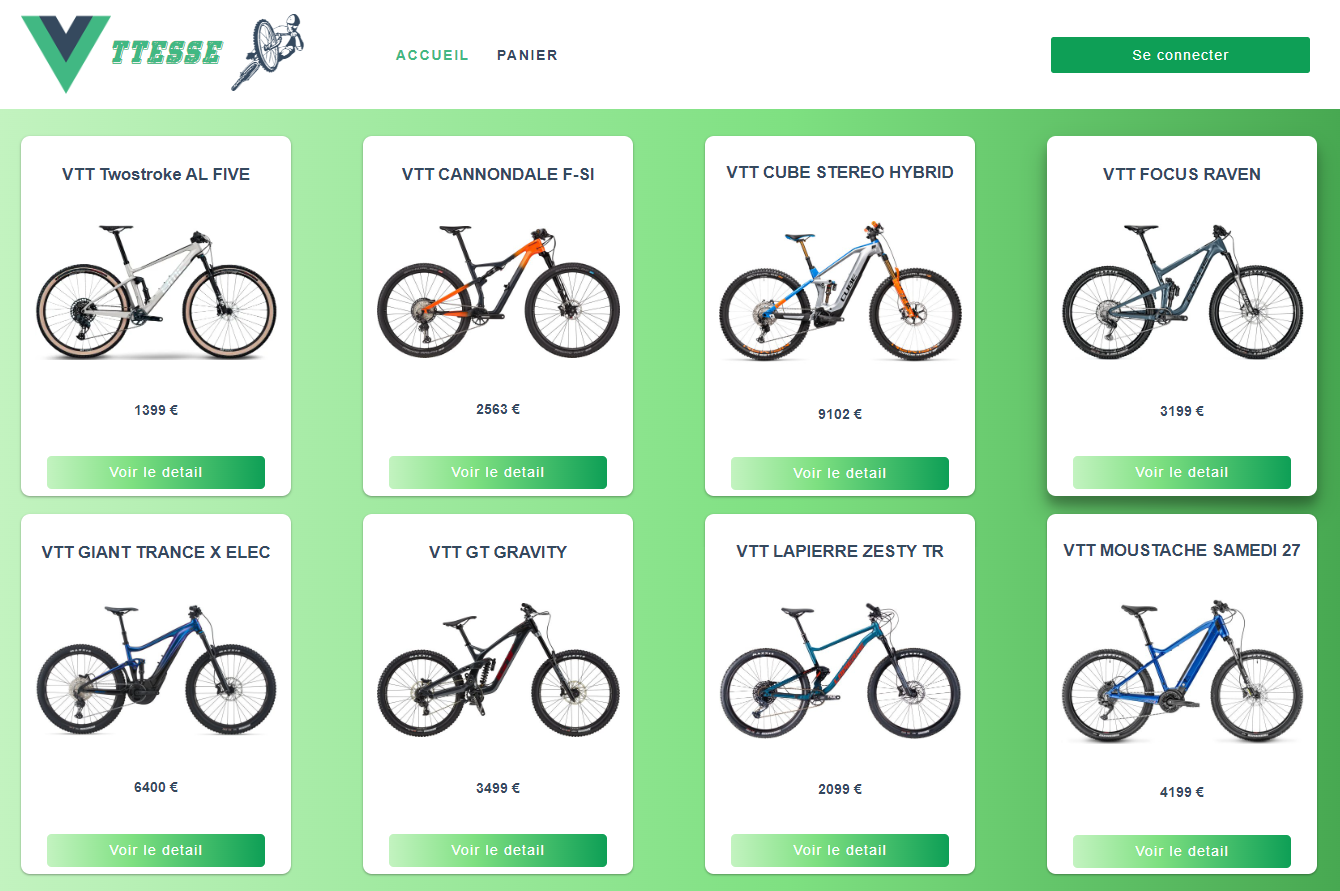 TTESSE
ACCUEIL PANIER
Se connecter
VTT Twostroke AL FIVE
VTT CANNONDALE F-SI
VTT CUBE STEREO HYBRID
VTT FOCUS RAVEN
CUBE
1399 €
2563 €
9102 €
3199 €
Voir le detail
Voir le detail
Voir le detail
Voir le detail
VTT GIANT TRANCE X ELEC
VTT GT GRAVITY
VTT LAPIERRE ZESTY TR
VTT MOUSTACHE SAMEDI 27
6400 €
3499 €
2099 €
4199 €
Voir le detail
Voir le detail
Voir le detail
Voir le detail